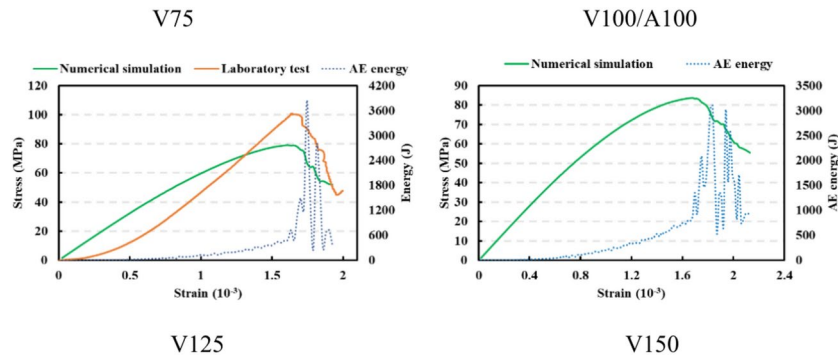 V75 V100/A100
Numerical simulation Laboratory test AE energy
120 4200
100 3600
80 3000
60 2400
40 1800
20 1200
0 600
0
0 0.5 1 1.5 2
Stress (MPa)
Energy (J)
Strain (10⁻³)
Numerical simulation AE energy
90 3500
80 3000
70 2500
60 2000
50 1500
40 1000
30 500
20 0
10
0
0 0.4 0.8 1.2 1.6 2 2.4
Stress (MPa)
AE energy (J)
Strain (10⁻³)
V125 V150